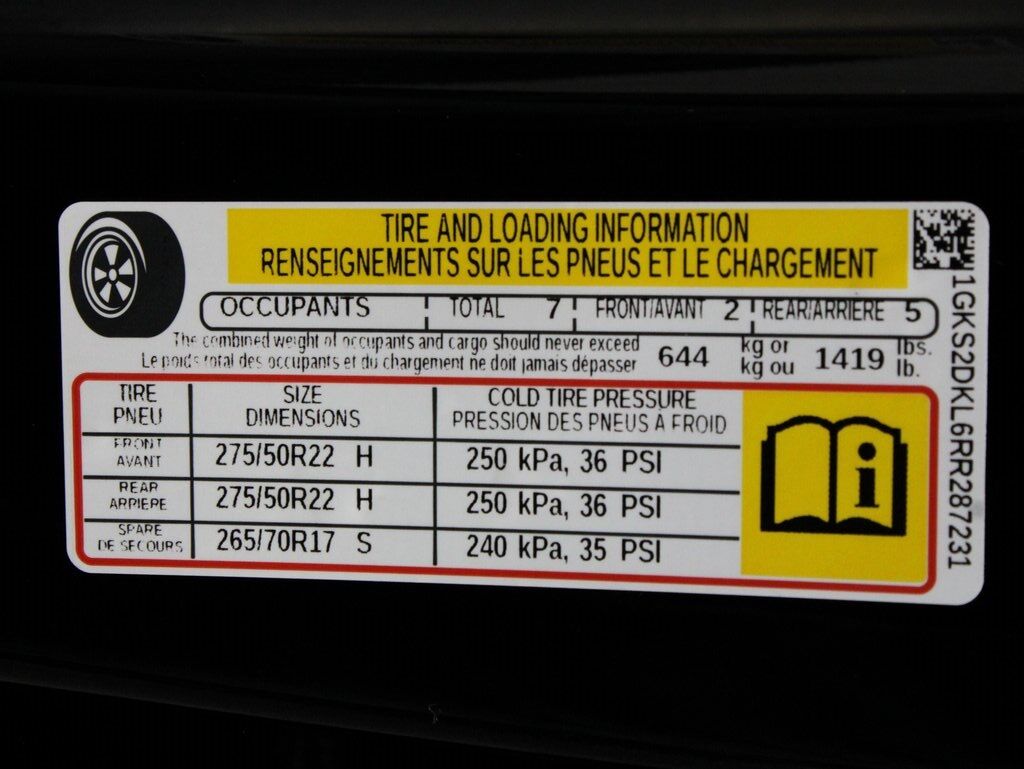 TIRE AND LOADING INFORMATION
RENSEIGNEMENTS SUR LES PNEUS ET LE CHARGEMENT
OCCUPANTS TOTAL 7 FRONT/AVANT 2 REAR/ARRIERE 5
The combined weight of occupants and cargo should never exceed 644 kg or 1419 lbs.
Le poids total des occupants et du chargement ne doit jamais dépasser kg ou lb.
TIRE SIZE COLD TIRE PRESSURE
PNEU DIMENSIONS PRESSION DES PNEUS A FROID
FRONT
AVANT 275/50R22 H 250 kPa, 36 PSI
REAR
ARRIERE 275/50R22 H 250 kPa, 36 PSI
SPARE
DE SECOURS 265/70R17 S 240 kPa, 35 PSI
i
1GKS2DKL6RR287231